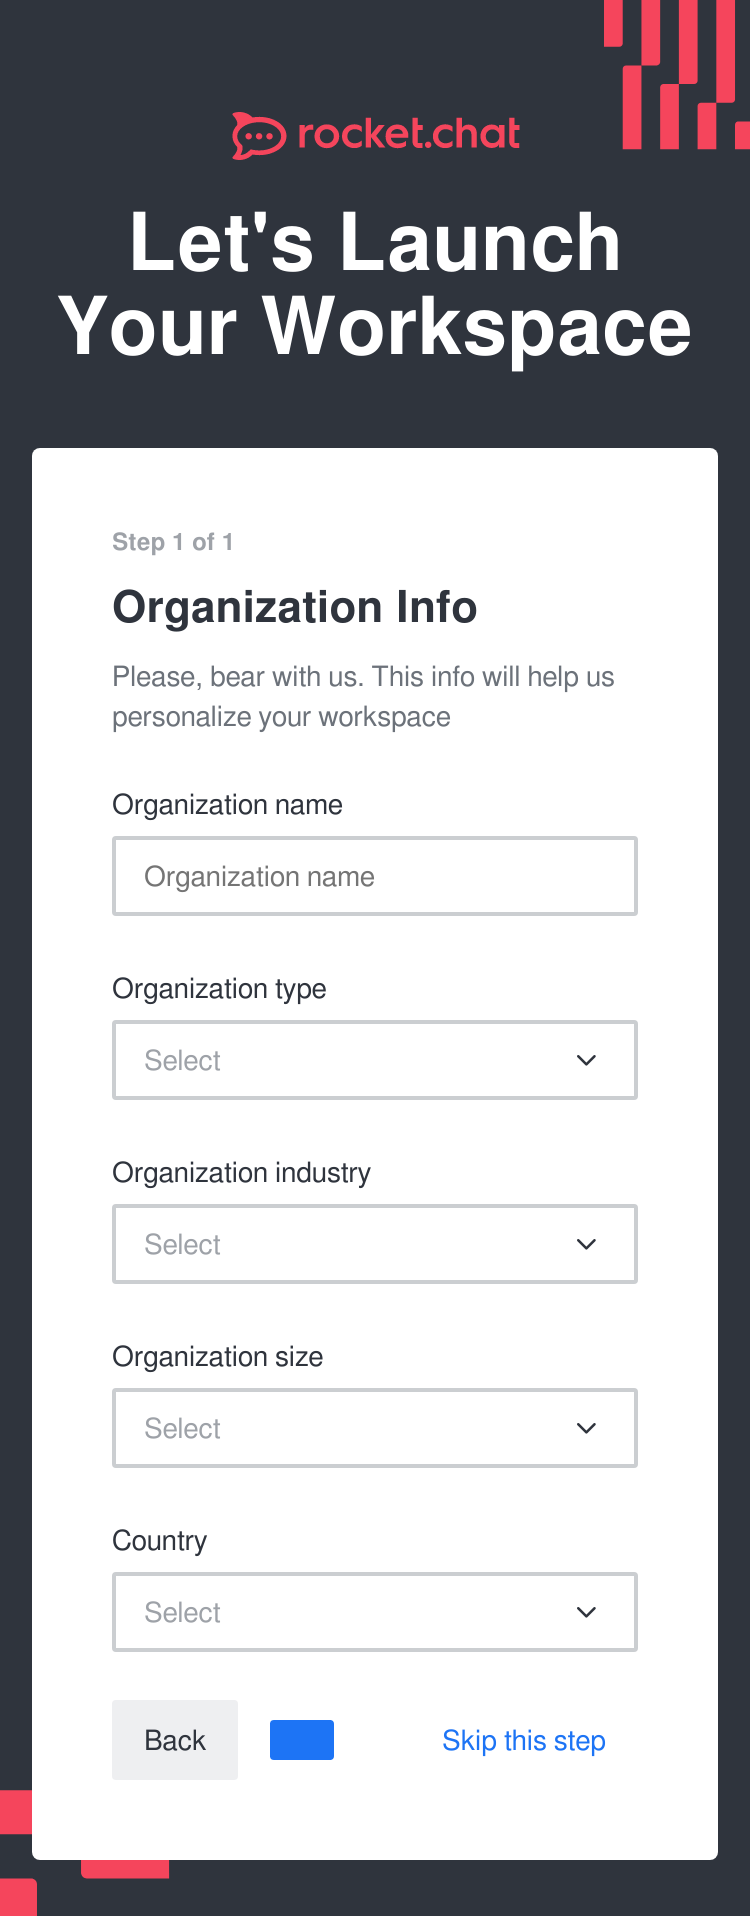 rocket.chat
Let's Launch
Your Workspace
Step 1 of 1
Organization Info
Please, bear with us. This info will help us
personalize your workspace
Organization name
Organization name
Organization type
Select
Organization industry
Select
Organization size
Select
Country
Select
Back
Skip this step